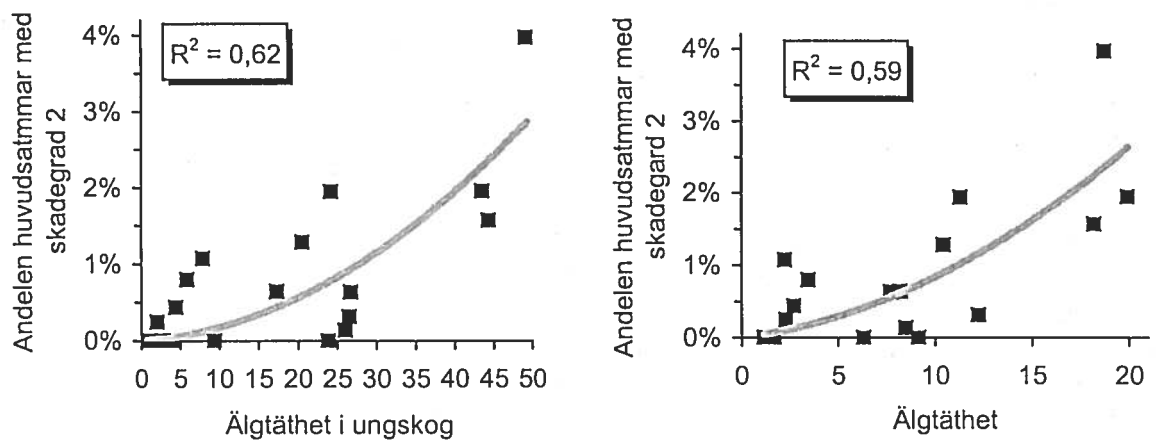 Andelen huvudsatmmar med
skadegrad 2
4%
3%
2%
1%
0%
R² = 0,62
0 5 10 15 20 25 30 35 40 45 50
Älgtäthet i ungskog
Andelen huvudsatmmar med
skadegard 2
4%
3%
2%
1%
0%
R² = 0,59
0 5 10 15 20
Älgtäthet